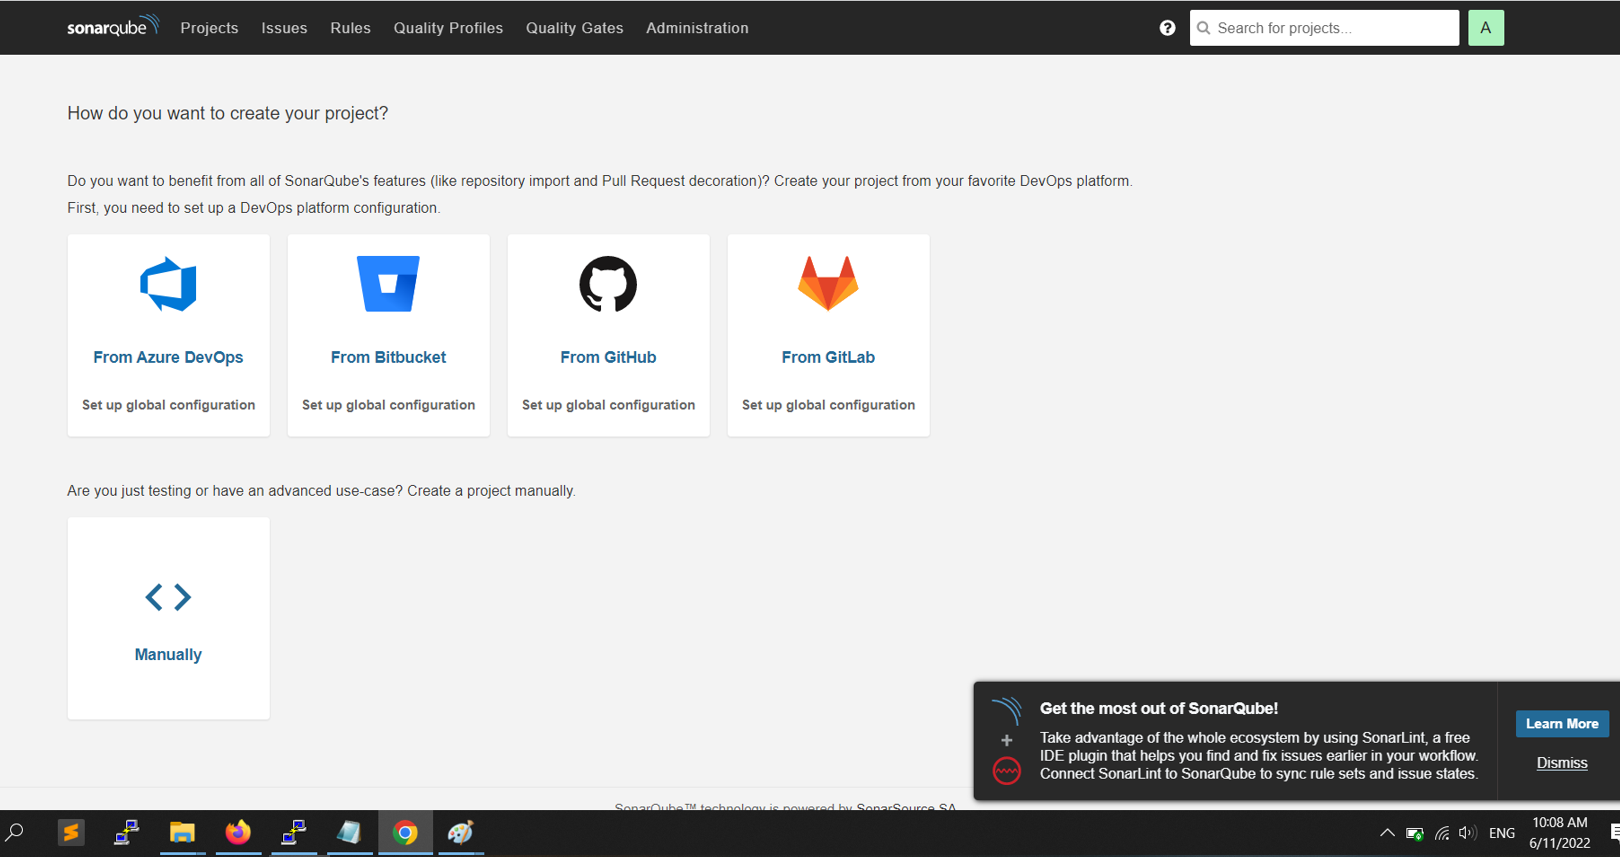 sonarqube Projects Issues Rules Quality Profiles Quality Gates Administration ? Search for projects... A
How do you want to create your project?
Do you want to benefit from all of SonarQube's features (like repository import and Pull Request decoration)? Create your project from your favorite DevOps platform.
First, you need to set up a DevOps platform configuration.
From Azure DevOps
Set up global configuration
From Bitbucket
Set up global configuration
From GitHub
Set up global configuration
From GitLab
Set up global configuration
Are you just testing or have an advanced use-case? Create a project manually.
Manually
Get the most out of SonarQube!
Take advantage of the whole ecosystem by using SonarLint, a free
IDE plugin that helps you find and fix issues earlier in your workflow.
Connect SonarLint to SonarQube to sync rule sets and issue states.
Learn More
Dismiss
SonarQube™ technology is powered by SonarSource SA
ENG
10:08 AM
6/11/2022